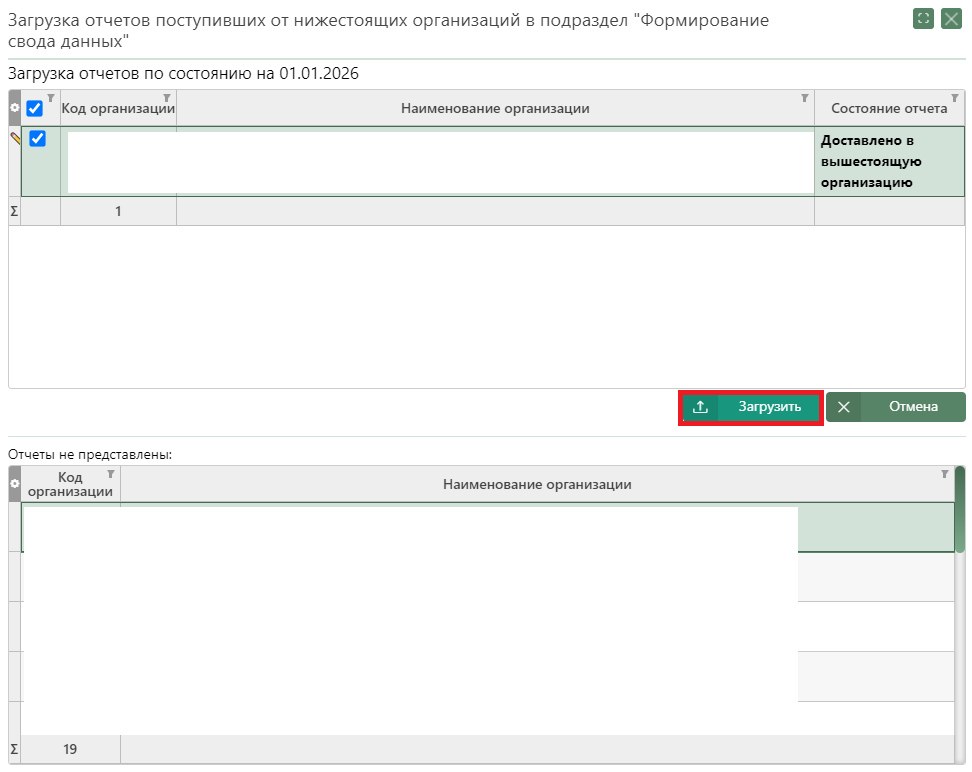 Загрузка отчетов поступивших от нижестоящих организаций в подраздел "Формирование
свода данных"
Загрузка отчетов по состоянию на 01.01.2026
Код организации Наименование организации Состояние отчета
Доставлено в
вышестоящую
организацию
Σ 1
Загрузить Отмена
Отчеты не представлены:
Код
организации
Наименование организации
Σ 19